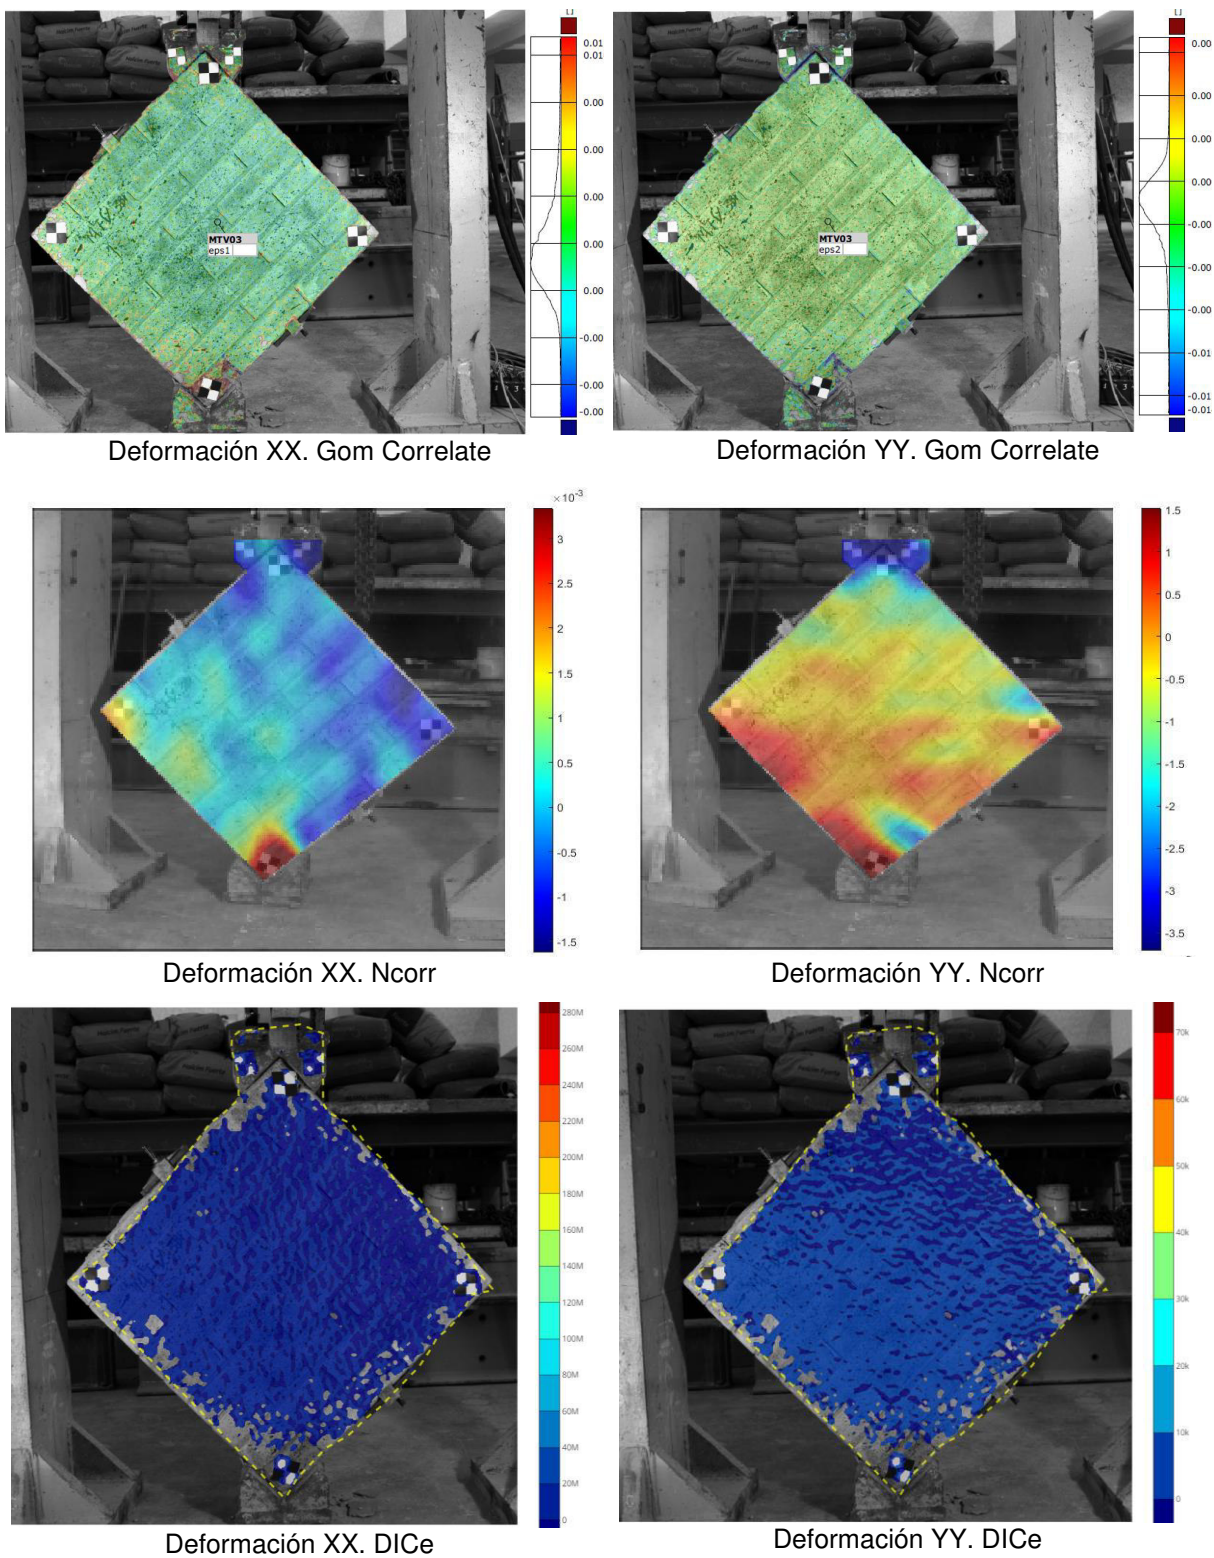 []
0.01
0.01
0.00
0.00
0.00
0.00
0.00
-0.00
-0.00
-0.00
MTV03
eps1
[]
0.00
0.00
0.00
0.00
-0.00
-0.01
-0.01
-0.01
MTV03
eps2
Deformación XX. Gom Correlate
Deformación YY. Gom Correlate
×10⁻³
3
2.5
2
1.5
1
0.5
0
-0.5
-1
-1.5
1.5
1
0.5
0
-0.5
-1
-1.5
-2
-2.5
-3
-3.5
Deformación XX. Ncorr
Deformación YY. Ncorr
280M
260M
240M
220M
200M
180M
160M
140M
120M
100M
80M
60M
40M
20M
0
70k
60k
50k
40k
30k
20k
10k
0
Deformación XX. DICe
Deformación YY. DICe